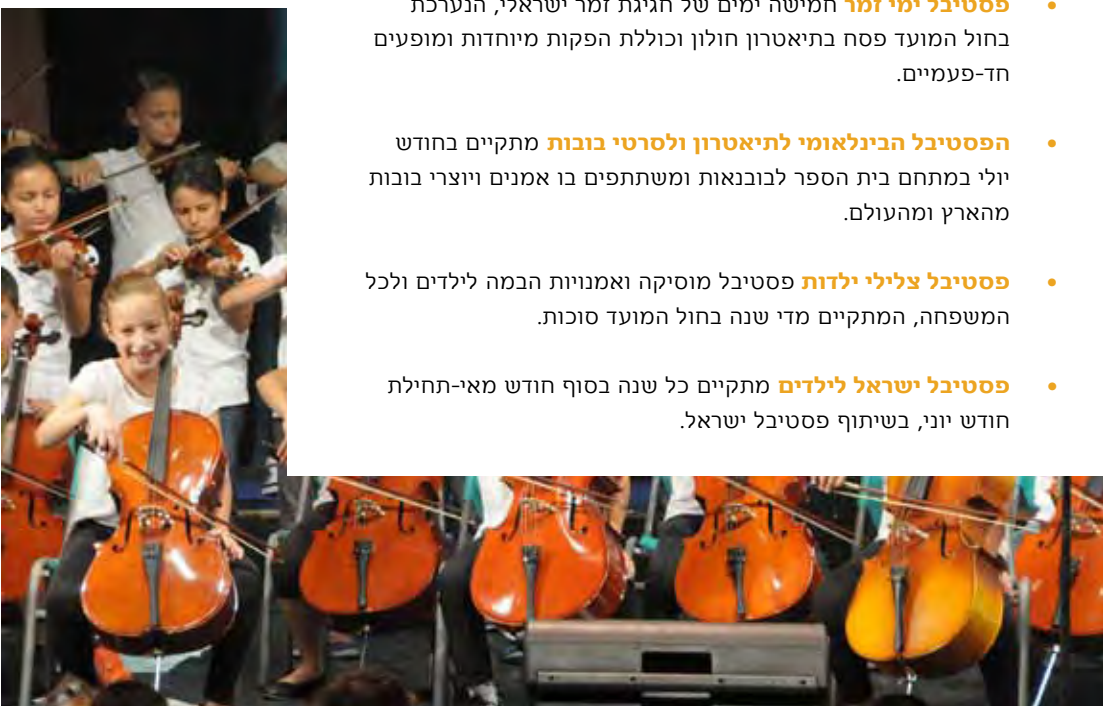 • פסטיבל ימי זמר חמישה ימים של חגיגת זמר ישראלי, הנערכת
בחול המועד פסח בתיאטרון חולון וכוללת הפקות מיוחדות ומופעים
חד-פעמיים.
• הפסטיבל הבינלאומי לתיאטרון ולסרטי בובות מתקיים בחודש
יולי במתחם בית הספר לבובנאות ומשתתפים בו אמנים ויוצרי בובות
מהארץ ומהעולם.
• פסטיבל צלילי ילדות פסטיבל מוסיקה ואמנויות הבמה לילדים ולכל
המשפחה, המתקיים מדי שנה בחול המועד סוכות.
• פסטיבל ישראל לילדים מתקיים כל שנה בסוף חודש מאי-תחילת
חודש יוני, בשיתוף פסטיבל ישראל.